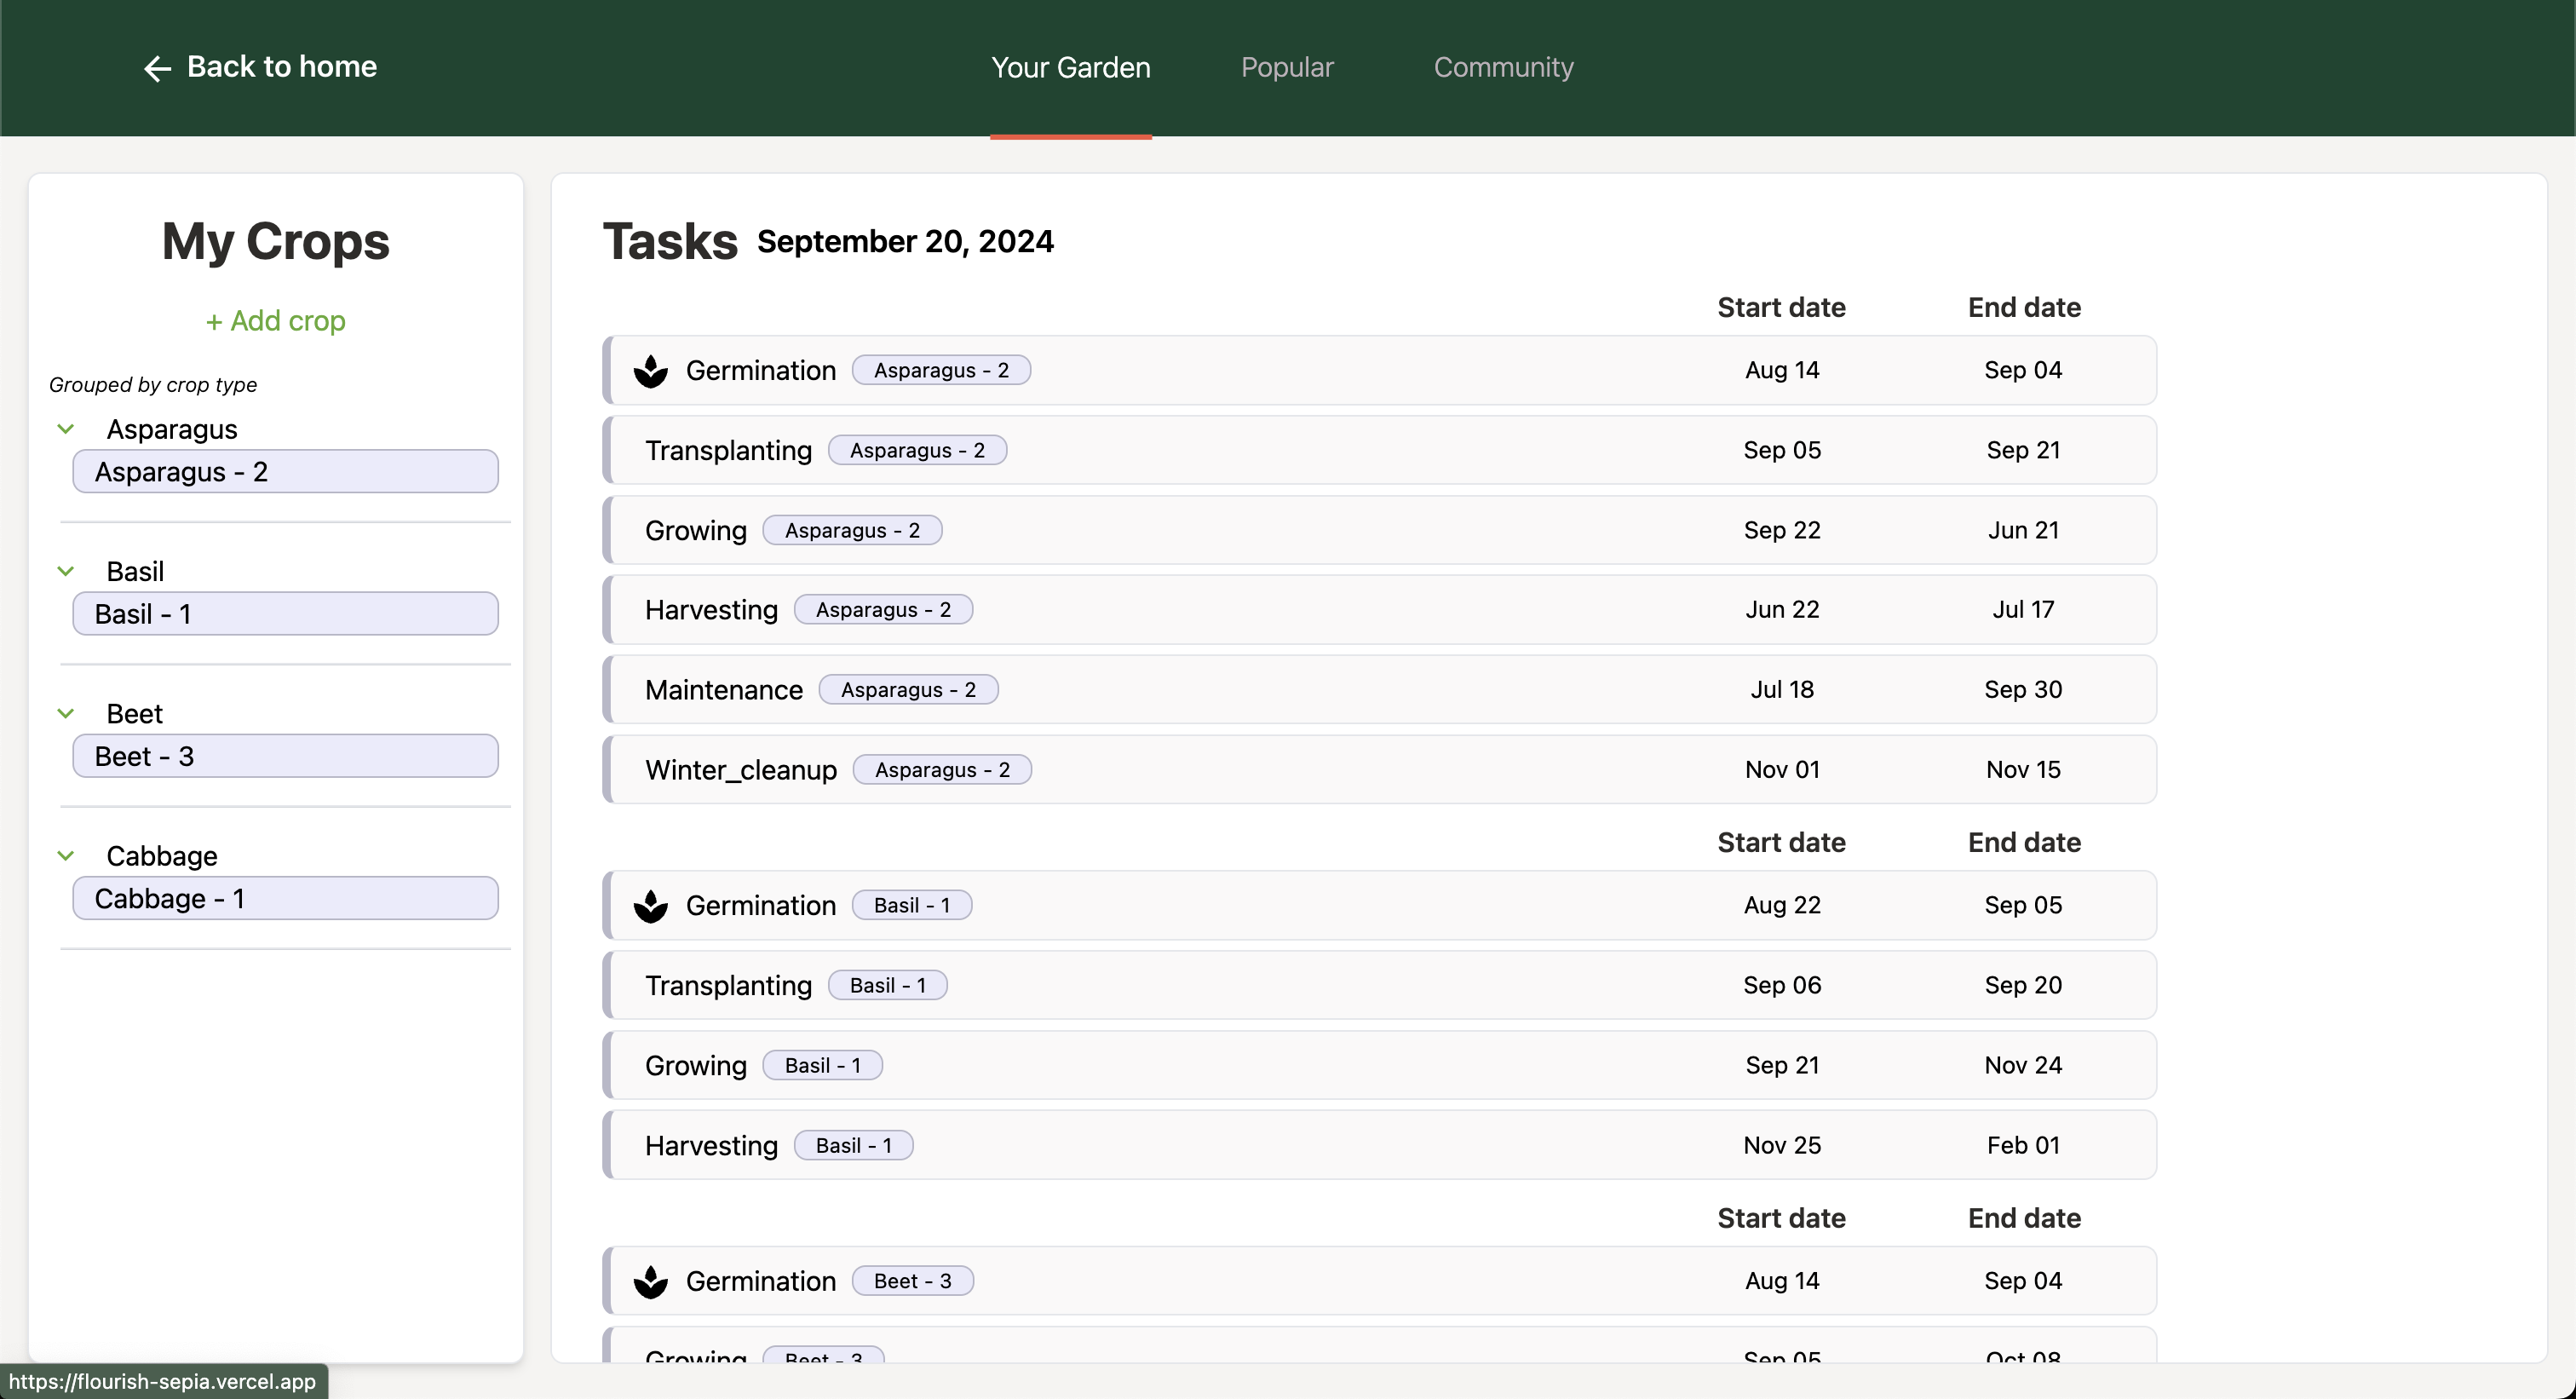 Back to home
Your Garden Popular Community
My Crops
+ Add crop
Grouped by crop type
Asparagus
Asparagus - 2
Basil
Basil - 1
Beet
Beet - 3
Cabbage
Cabbage - 1
Tasks September 20, 2024
Start date End date
Germination Asparagus - 2 Aug 14 Sep 04
Transplanting Asparagus - 2 Sep 05 Sep 21
Growing Asparagus - 2 Sep 22 Jun 21
Harvesting Asparagus - 2 Jun 22 Jul 17
Maintenance Asparagus - 2 Jul 18 Sep 30
Winter_cleanup Asparagus - 2 Nov 01 Nov 15
Start date End date
Germination Basil - 1 Aug 22 Sep 05
Transplanting Basil - 1 Sep 06 Sep 20
Growing Basil - 1 Sep 21 Nov 24
Harvesting Basil - 1 Nov 25 Feb 01
Start date End date
Germination Beet - 3 Aug 14 Sep 04
Growing Beet - 3 Sep 05 Oct 08
https://flourish-sepia.vercel.app